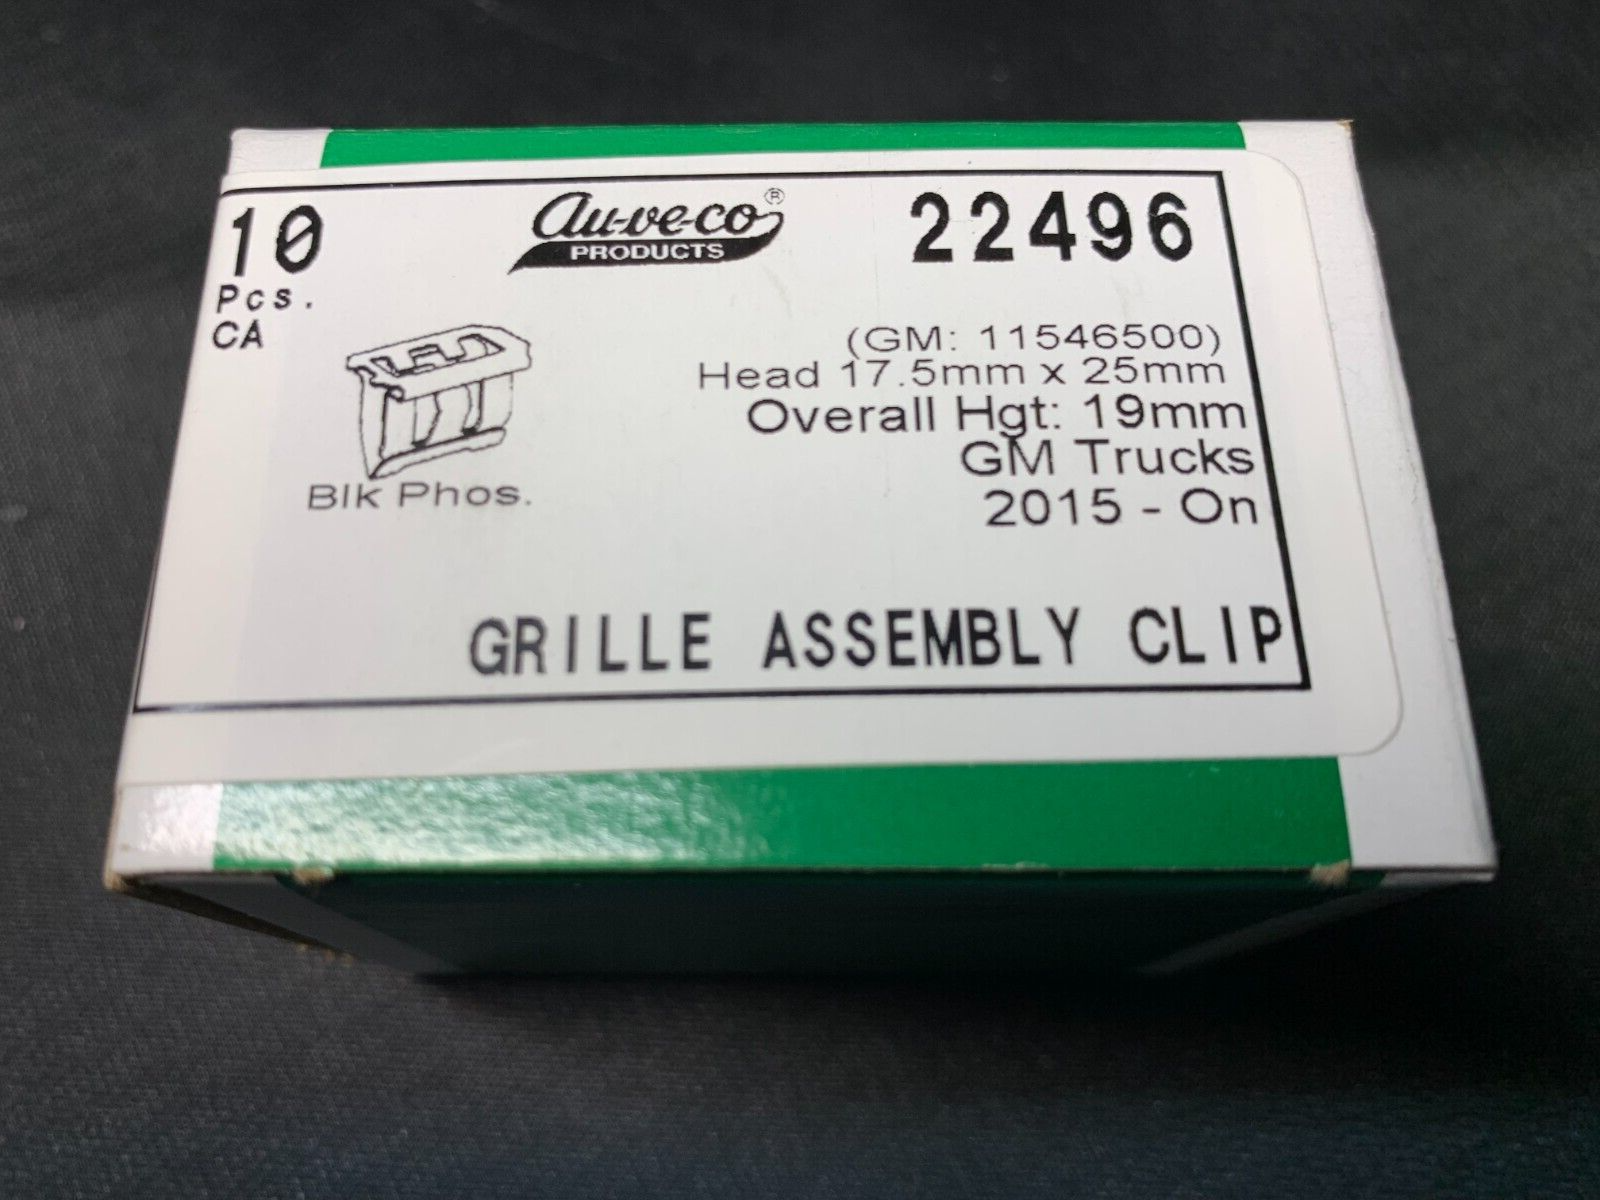 10
Pcs.
CA
au-ve-co®
PRODUCTS
22496
(GM: 11546500)
Head 17.5mm x 25mm
Overall Hgt: 19mm
GM Trucks
2015 - On
Blk Phos.
GRILLE ASSEMBLY CLIP